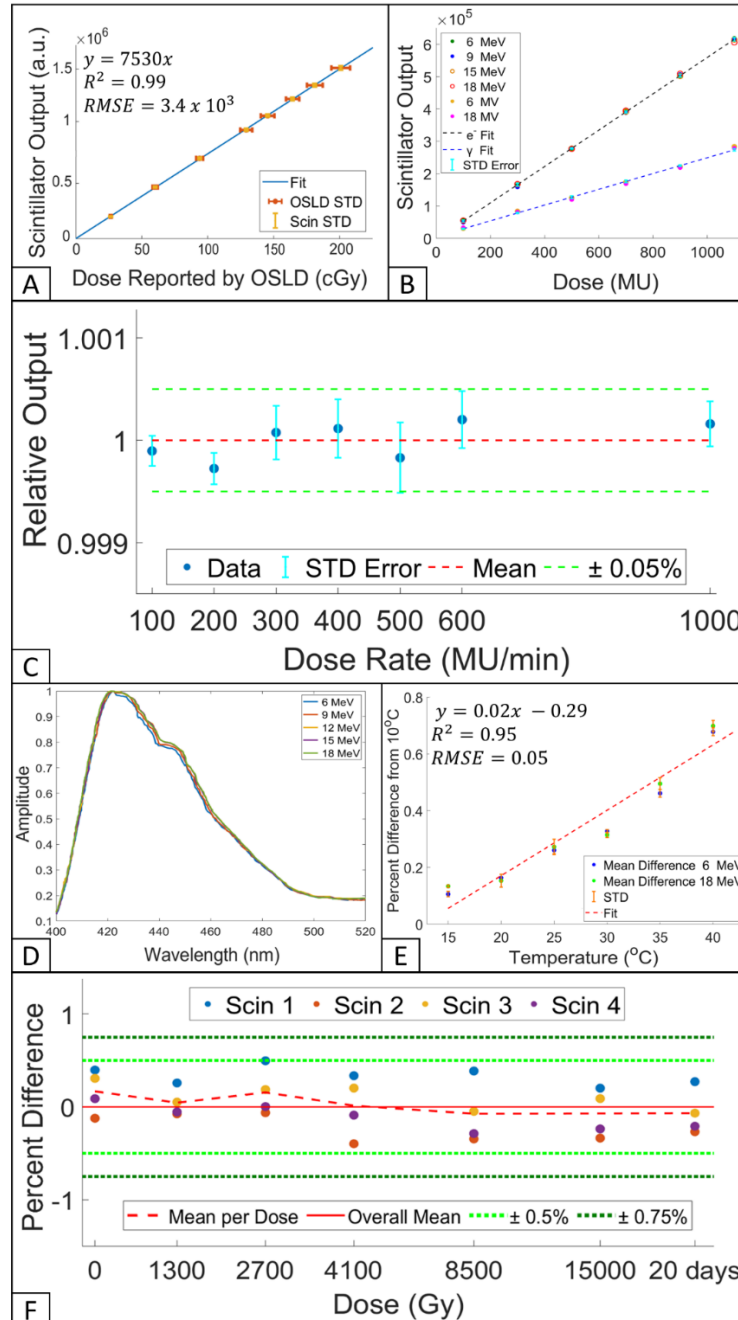 ×10⁶
y = 7530x
R² = 0.99
RMSE = 3.4 x 10³
Scintillator Output (a.u.)
1.5
1
0.5
0
Fit
OSLD STD
Scin STD
0 50 100 150 200
Dose Reported by OSLD (cGy)
A
×10⁵
6 MeV
9 MeV
15 MeV
18 MeV
6 MV
18 MV
e⁻ Fit
γ Fit
STD Error
Scintillator Output
6
5
4
3
2
1
0
0 200 400 600 800 1000
Dose (MU)
B
Relative Output
1.001
1
0.999
Data STD Error Mean ± 0.05%
100 200 300 400 500 600 1000
Dose Rate (MU/min)
C
Amplitude
1
0.9
0.8
0.7
0.6
0.5
0.4
0.3
0.2
0.1
6 MeV
9 MeV
12 MeV
15 MeV
18 MeV
400 420 440 460 480 500 520
Wavelength (nm)
D
y = 0.02x − 0.29
R² = 0.95
RMSE = 0.05
Percent Difference from 10°C
0.8
0.6
0.4
0.2
0
Mean Difference 6 MeV
Mean Difference 18 MeV
STD
Fit
15 20 25 30 35 40
Temperature (°C)
E
Scin 1 Scin 2 Scin 3 Scin 4
Percent Difference
1
0
-1
Mean per Dose Overall Mean ± 0.5% ± 0.75%
0 1300 2700 4100 8500 15000 20 days
Dose (Gy)
F